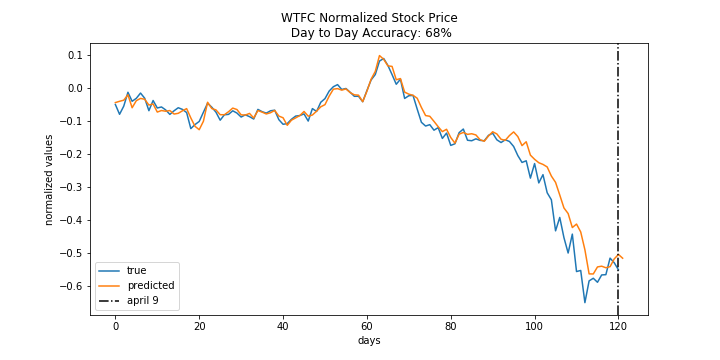 WTFC Normalized Stock Price
Day to Day Accuracy: 68%
normalized values
0.1
0.0
−0.1
−0.2
−0.3
−0.4
−0.5
−0.6
true
predicted
april 9
0 20 40 60 80 100 120
days